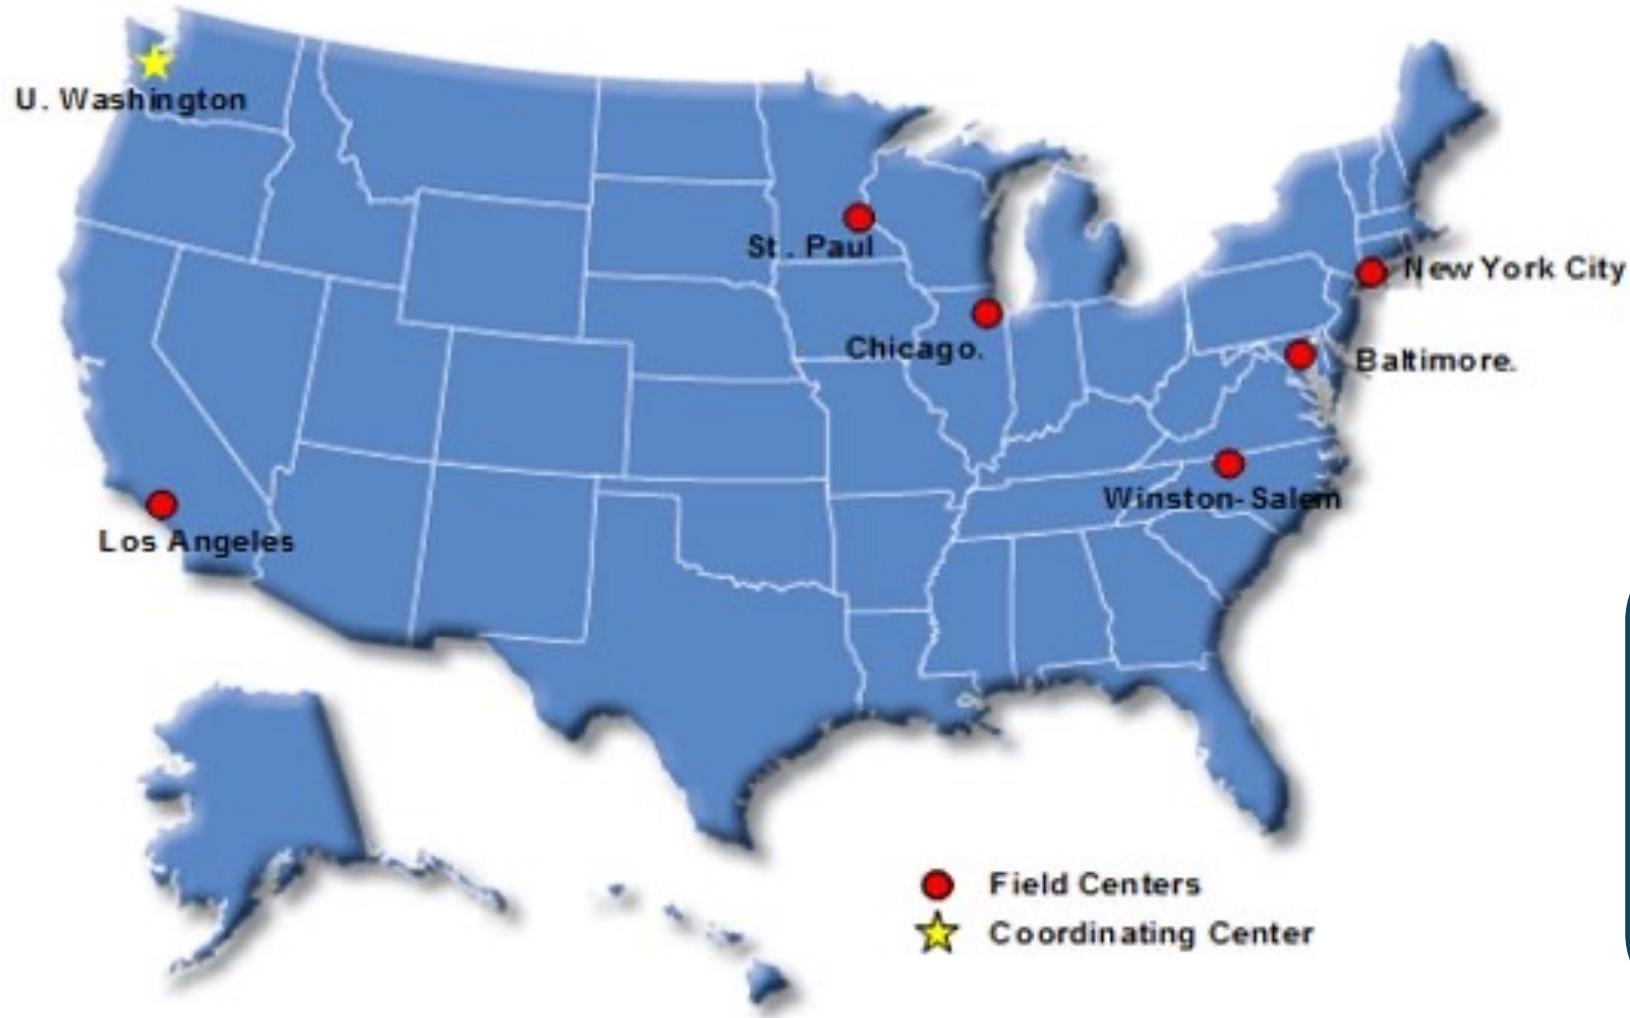 U. Washington
St . Paul
New York City
Chicago.
Baltimore.
Winston-Salem
Los Angeles
Field Centers
Coordinating Center